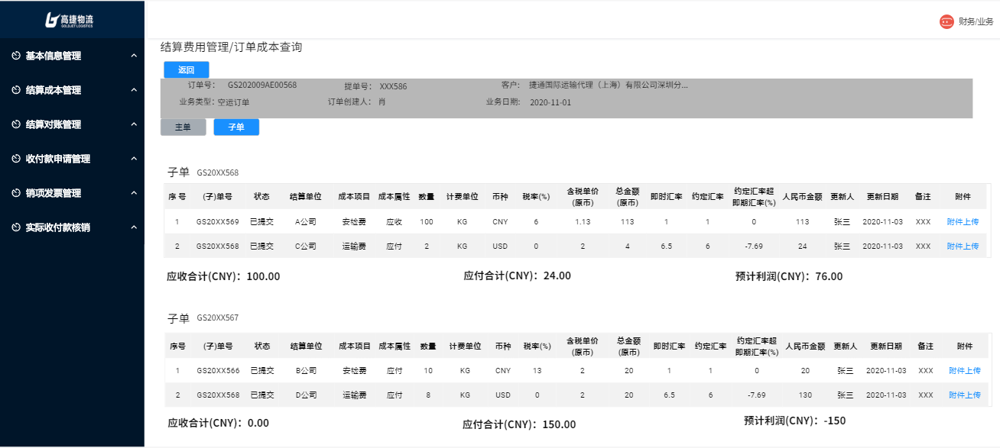 高捷物流
GOLDJET LOGISTICS
财务/业务
基本信息管理
结算成本管理
结算对账管理
收付款申请管理
销项发票管理
实际收付款核销
结算费用管理/订单成本查询
返回
订单号： GS202009AE00568 提单号： XXX586 客户： 捷通国际运输代理（上海）有限公司深圳分...
业务类型：空运订单 订单创建人： 肖 业务日期： 2020-11-01
主单 子单
子单 GS20XX568
序号 (子)单号 状态 结算单位 成本项目 成本属性 数量 计费单位 币种 税率(%) 含税单价(原币) 总金额(原币) 即时汇率 约定汇率 约定汇率超即期汇率(%) 人民币金额 更新人 更新日期 备注 附件
1 GS20XX569 已提交 A公司 安检费 应收 100 KG CNY 6 1.13 113 1 1 0 113 张三 2020-11-03 XXX 附件上传
2 GS20XX568 已提交 C公司 运输费 应付 2 KG USD 0 2 4 6.5 6 -7.69 24 张三 2020-11-03 XXX 附件上传
应收合计(CNY)：100.00 应付合计(CNY)：24.00 预计利润(CNY)：76.00
子单 GS20XX567
序号 (子)单号 状态 结算单位 成本项目 成本属性 数量 计费单位 币种 税率(%) 含税单价(原币) 总金额(原币) 即时汇率 约定汇率 约定汇率超即期汇率(%) 人民币金额 更新人 更新日期 备注 附件
1 GS20XX566 已提交 B公司 安检费 应付 10 KG CNY 13 2 20 1 1 0 20 张三 2020-11-03 XXX 附件上传
2 GS20XX568 已提交 D公司 运输费 应付 8 KG USD 0 2 20 6.5 6 -7.69 130 张三 2020-11-03 XXX 附件上传
应收合计(CNY)：0.00 应付合计(CNY)：150.00 预计利润(CNY)：-150